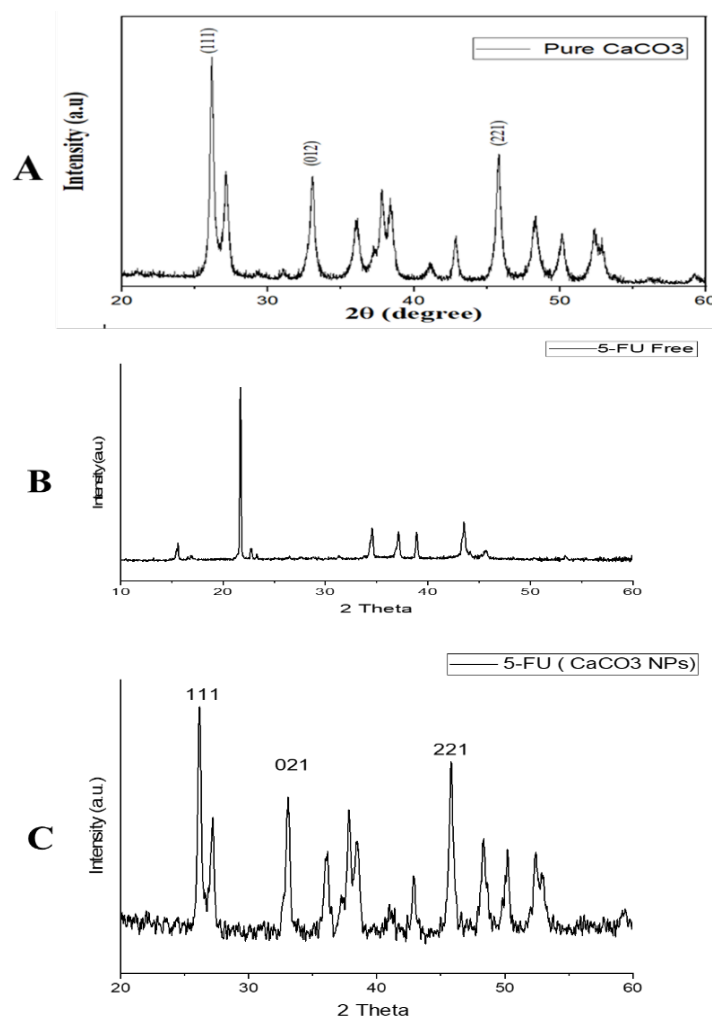 Pure CaCO3
(111)
(012)
(221)
Intensity (a.u)
A
20 30 40 50 60
2θ (degree)
5-FU Free
B
Intensity(a.u)
10 20 30 40 50 60
2 Theta
5-FU ( CaCO3 NPs)
111
021
221
C
Intensity (a.u.)
20 30 40 50 60
2 Theta